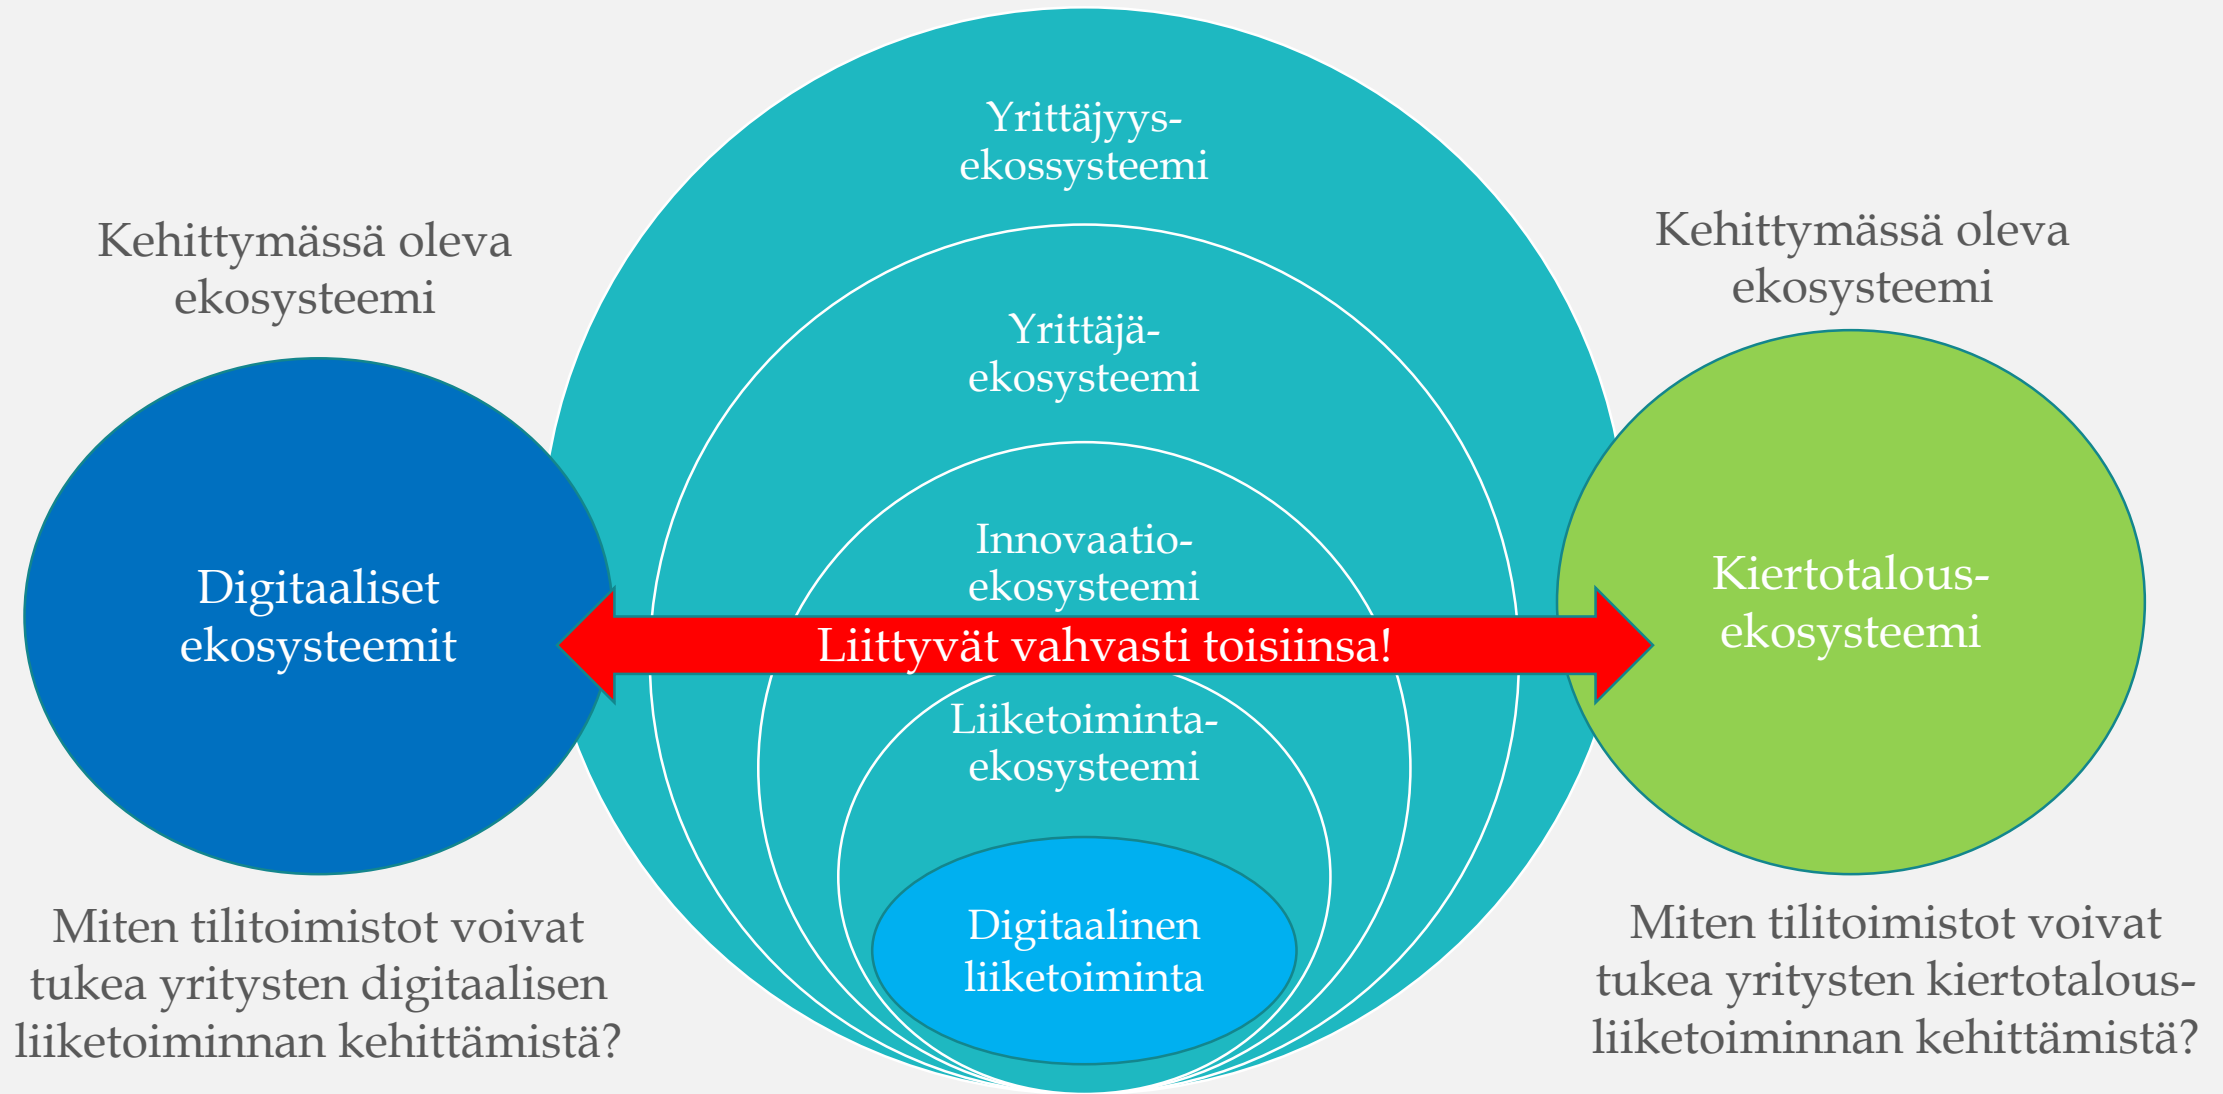 Yrittäjyys-
ekossysteemi
Kehittymässä oleva
ekosysteemi
Kehittymässä oleva
ekosysteemi
Yrittäjä-
ekosysteemi
Digitaaliset
ekosysteemit
Innovaatio-
ekosysteemi
Kiertotalous-
ekosysteemi
Liittyvät vahvasti toisiinsa!
Liiketoiminta-
ekosysteemi
Digitaalinen
liiketoiminta
Miten tilitoimistot voivat
tukea yritysten digitaalisen
liiketoiminnan kehittämistä?
Miten tilitoimistot voivat
tukea yritysten kiertotalous-
liiketoiminnan kehittämistä?